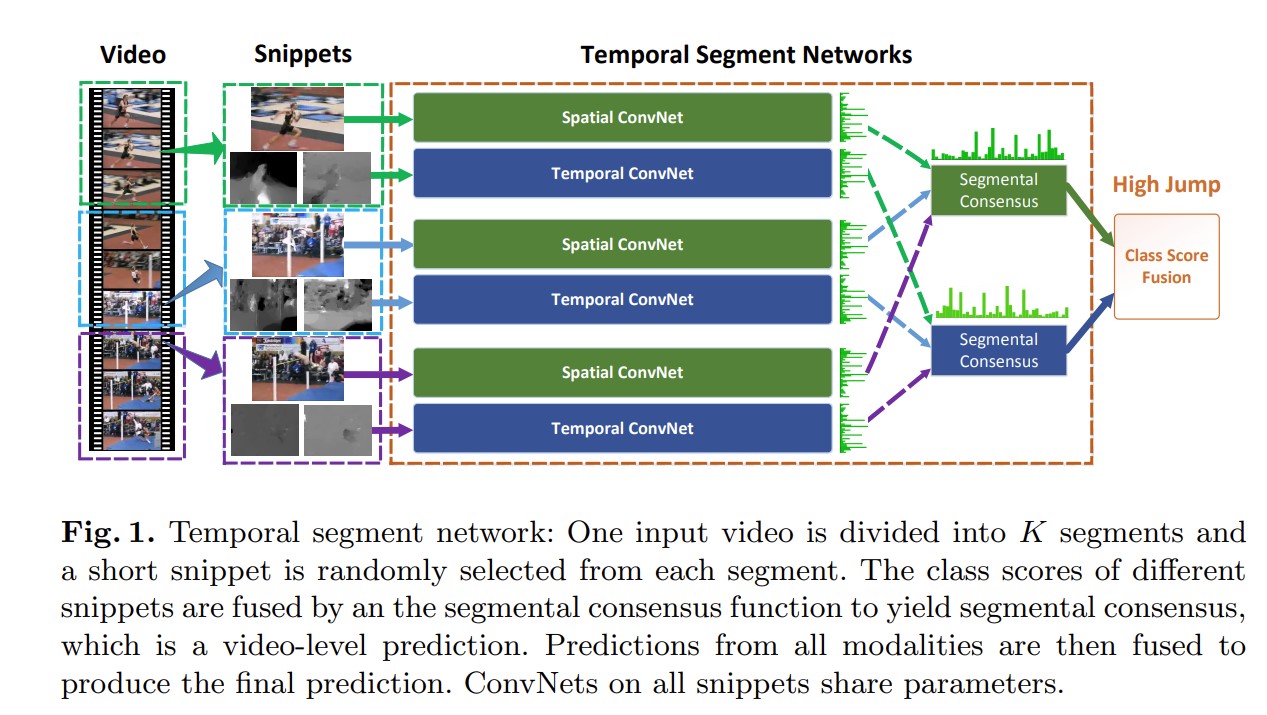 Video
Snippets
Temporal Segment Networks
Spatial ConvNet
Temporal ConvNet
Spatial ConvNet
Temporal ConvNet
Spatial ConvNet
Temporal ConvNet
Segmental
Consensus
Segmental
Consensus
High Jump
Class Score
Fusion
Fig. 1. Temporal segment network: One input video is divided into K segments and
a short snippet is randomly selected from each segment. The class scores of different
snippets are fused by an the segmental consensus function to yield segmental consensus,
which is a video-level prediction. Predictions from all modalities are then fused to
produce the final prediction. ConvNets on all snippets share parameters.